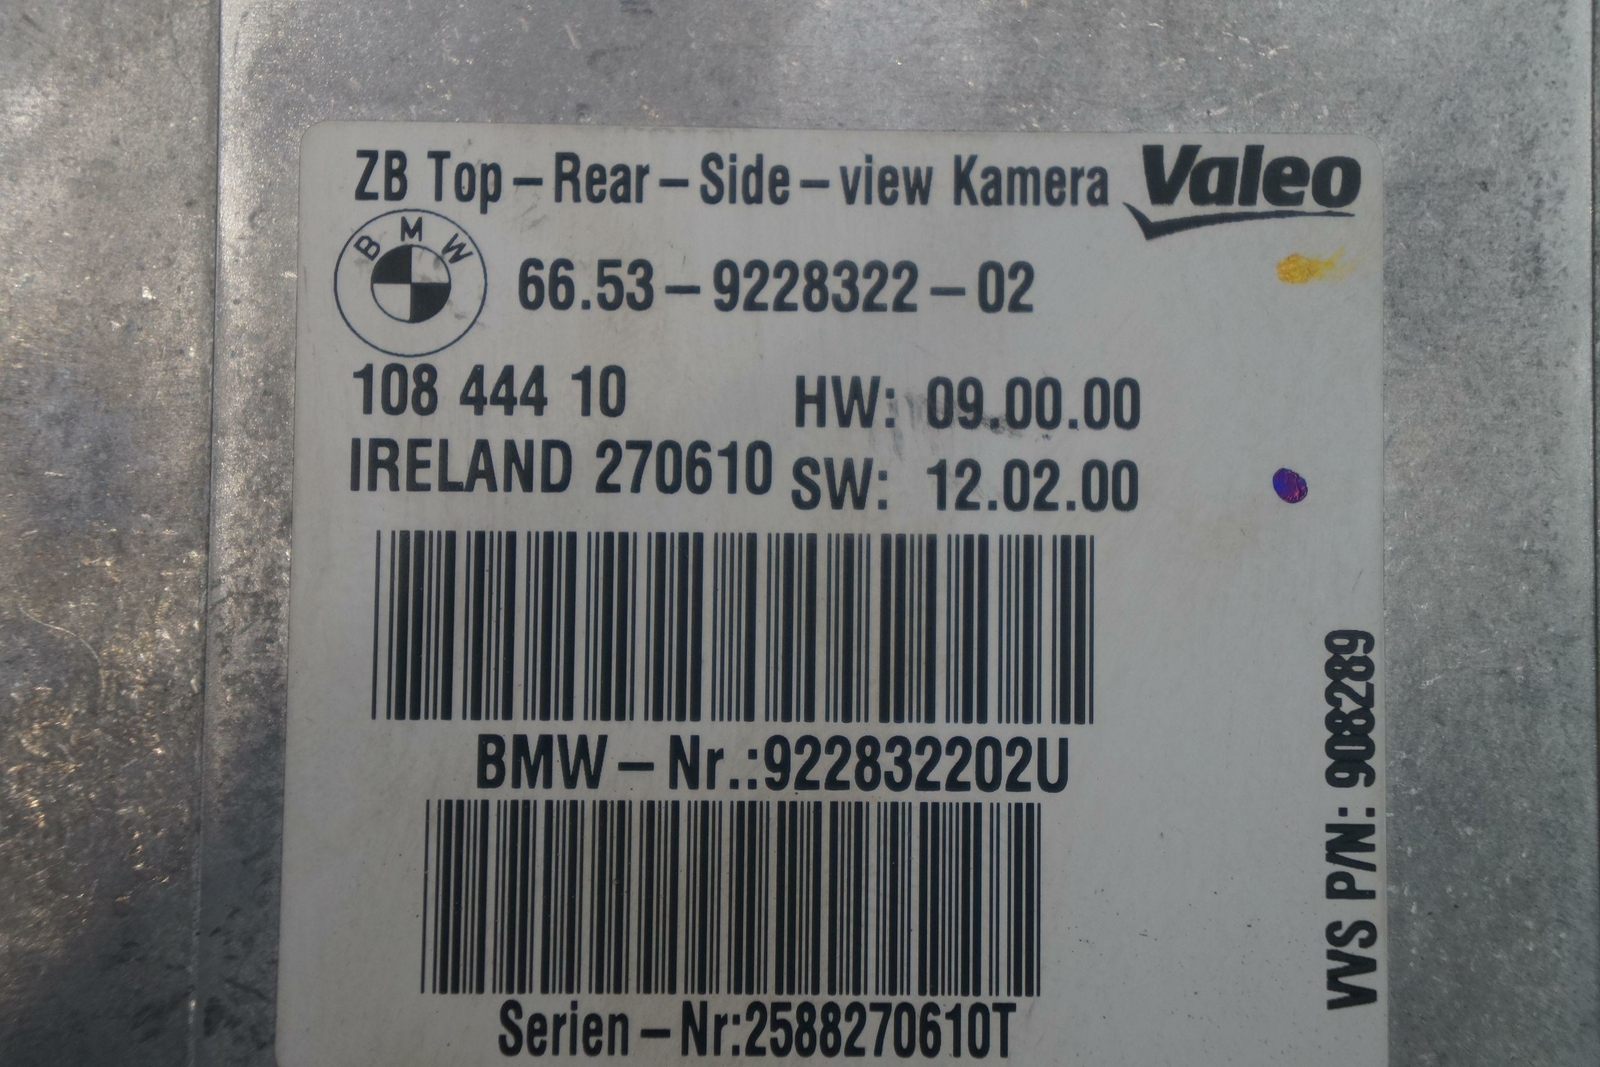 ZB Top-Rear-Side-view Kamera Valeo
BMW
66.53-9228322-02
108 444 10 HW: 09.00.00
IRELAND 270610 SW: 12.02.00
BMW-Nr.:922832202U
Serien-Nr:2588270610T
VVS P/N: 908289